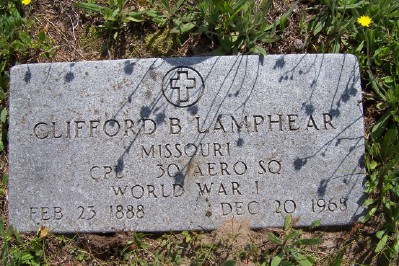 CLIFFORD B LAMPHEAR
MISSOURI
CPL 30 AERO SQ
WORLD WAR I
FEB 23 1888 DEC 20 1968